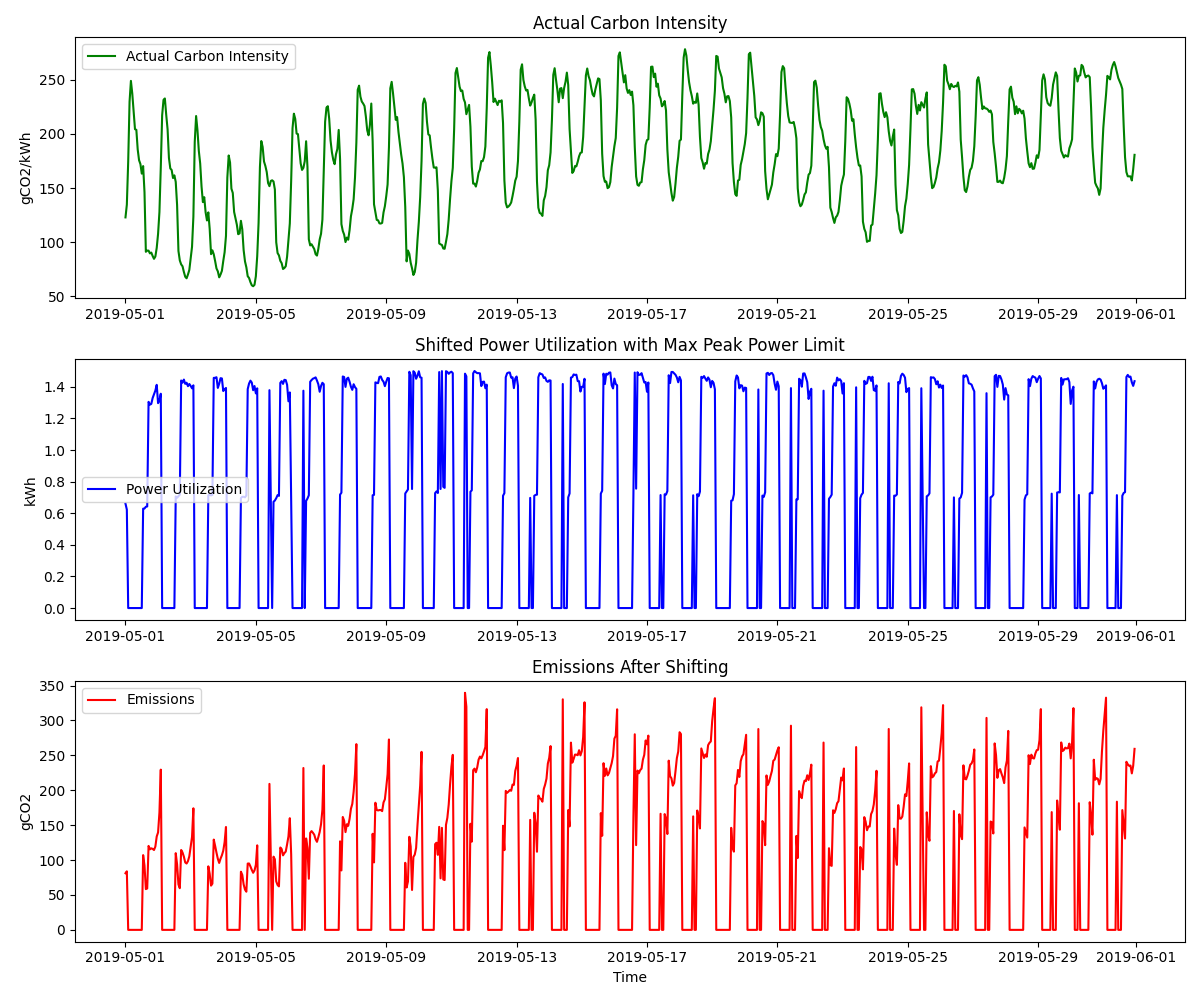 Actual Carbon Intensity
Actual Carbon Intensity
gCO2/kWh
250
200
150
100
50
2019-05-01 2019-05-05 2019-05-09 2019-05-13 2019-05-17 2019-05-21 2019-05-25 2019-05-29 2019-06-01
Shifted Power Utilization with Max Peak Power Limit
Power Utilization
kWh
1.4
1.2
1.0
0.8
0.6
0.4
0.2
0.0
2019-05-01 2019-05-05 2019-05-09 2019-05-13 2019-05-17 2019-05-21 2019-05-25 2019-05-29 2019-06-01
Emissions After Shifting
Emissions
gCO2
350
300
250
200
150
100
50
0
2019-05-01 2019-05-05 2019-05-09 2019-05-13 2019-05-17 2019-05-21 2019-05-25 2019-05-29 2019-06-01
Time